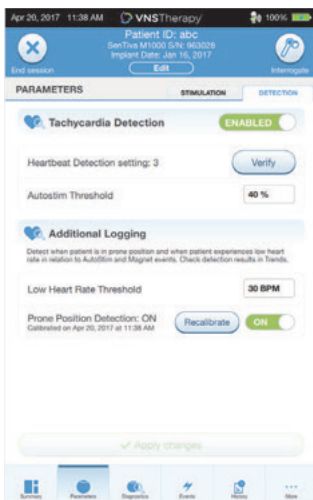 Apr 20, 2017 11:38 AM VNSTherapy 100%
Patient ID: abc
SenTiva M1000 S/N: 963028
Implant Date: Jan 16, 2017
End session Edit Interrogate
PARAMETERS STIMULATION DETECTION
Tachycardia Detection ENABLED
Heartbeat Detection setting: 3 Verify
Autostim Threshold 40 %
Additional Logging
Detect when patient is in prone position and when patient experiences low heart
rate in relation to AutoStim and Magnet events. Check detection results in Trends.
Low Heart Rate Threshold 30 BPM
Prone Position Detection: ON Recalibrate ON
Calibrated on Apr 20, 2017 at 11:38 AM
Apply changes
Summary Parameters Diagnostics Events History More